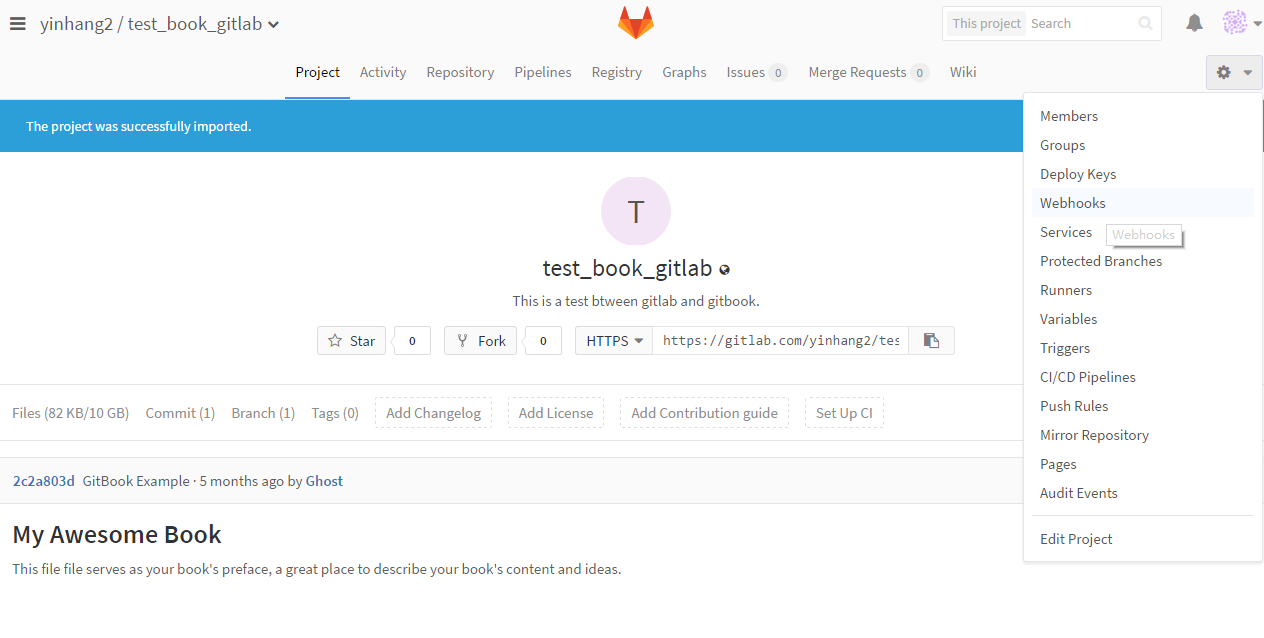 yinhang2 / test_book_gitlab
This project Search
Project Activity Repository Pipelines Registry Graphs Issues 0 Merge Requests 0 Wiki
The project was successfully imported.
T
test_book_gitlab
This is a test btween gitlab and gitbook.
Star 0 Fork 0 HTTPS https://gitlab.com/yinhang2/tes
Files (82 KB/10 GB) Commit (1) Branch (1) Tags (0) Add Changelog Add License Add Contribution guide Set Up CI
2c2a803d GitBook Example · 5 months ago by Ghost
My Awesome Book
This file file serves as your book's preface, a great place to describe your book's content and ideas.
Members
Groups
Deploy Keys
Webhooks
Services
Webhooks
Protected Branches
Runners
Variables
Triggers
CI/CD Pipelines
Push Rules
Mirror Repository
Pages
Audit Events
Edit Project